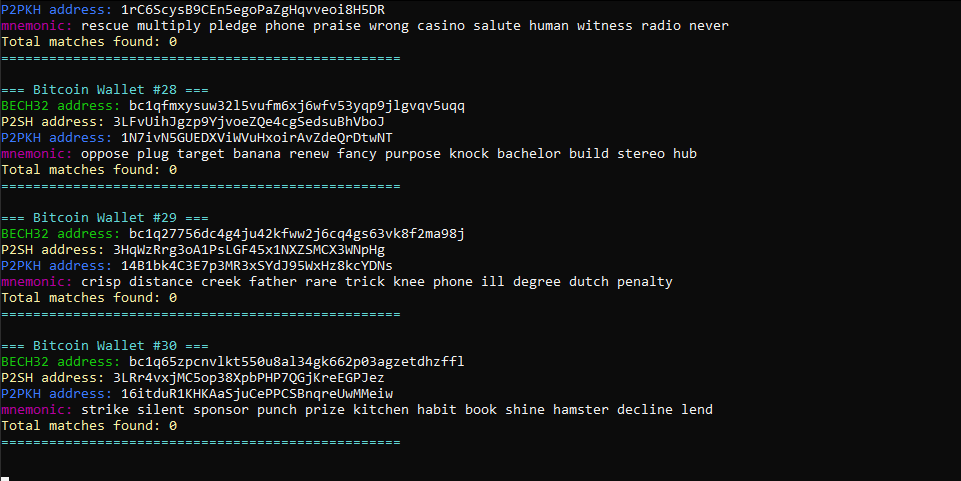 P2PKH address: 1rC6ScysB9CEn5egoPaZgHqvveoi8H5DR
mnemonic: rescue multiply pledge phone praise wrong casino salute human witness radio never
Total matches found: 0
==================================================
=== Bitcoin Wallet #28 ===
BECH32 address: bc1qfmxysuw32l5vufm6xj6wfv53yqp9jlgvqv5uqq
P2SH address: 3LFvUihJgzp9YjvoeZQe4cgSedsuBhVboJ
P2PKH address: 1N7ivN5GUEDXViWVuHxoirAvZdeQrDtwNT
mnemonic: oppose plug target banana renew fancy purpose knock bachelor build stereo hub
Total matches found: 0
==================================================
=== Bitcoin Wallet #29 ===
BECH32 address: bc1q27756dc4g4ju42kfww2j6cq4gs63vk8f2ma98j
P2SH address: 3HqWzRrg3oA1PsLGF45x1NXZSMCX3WNpHg
P2PKH address: 14B1bk4C3E7p3MR3xSYdJ95WxHz8kcYDNs
mnemonic: crisp distance creek father rare trick knee phone ill degree dutch penalty
Total matches found: 0
==================================================
=== Bitcoin Wallet #30 ===
BECH32 address: bc1q65zpcnvlkt550u8al34gk662p03agzetdhzffl
P2SH address: 3LRr4vxjMC5op38XpbPHP7QGjKreEGPJez
P2PKH address: 16itduR1KHKAaSjuCePPCSBnqreUwMMeiw
mnemonic: strike silent sponsor punch prize kitchen habit book shine hamster decline lend
Total matches found: 0
==================================================